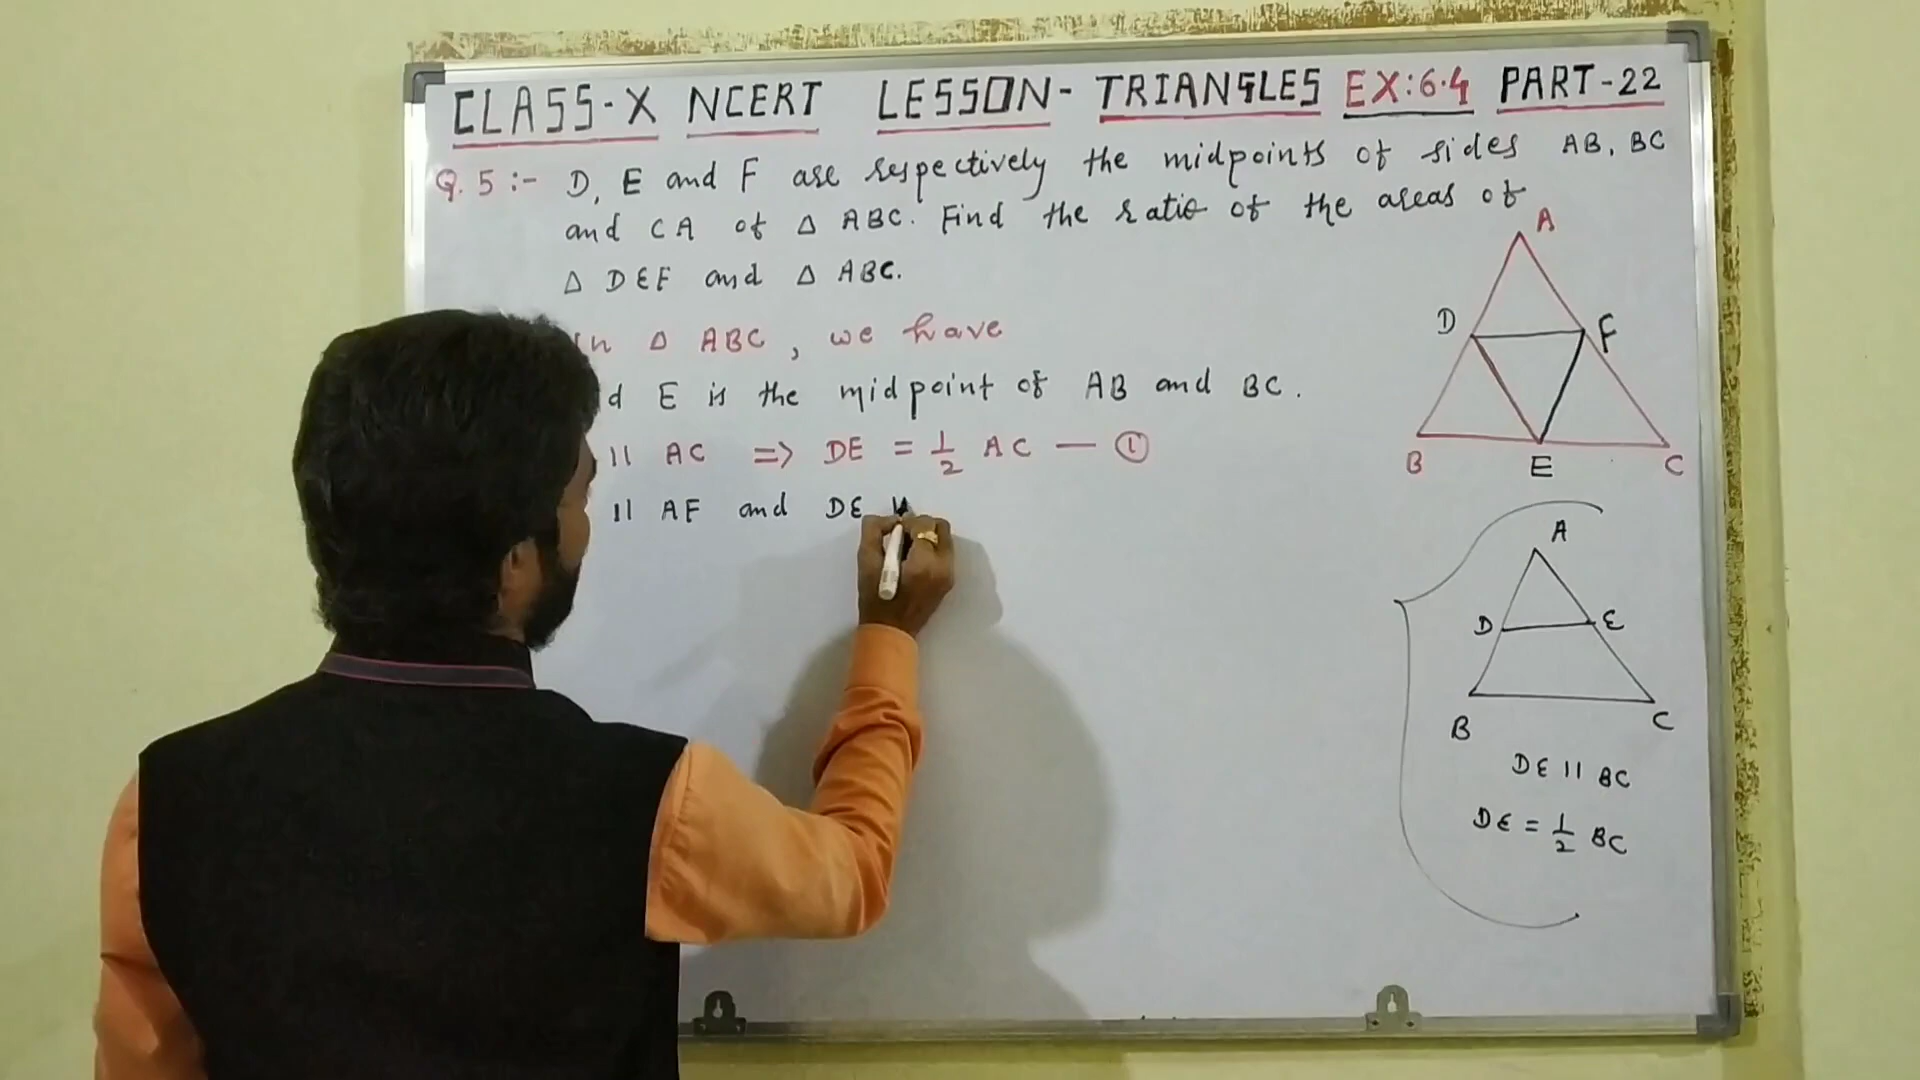 CLASS-X NCERT LESSON- TRIANGLES EX:6.4 PART-22
Q.5:- D, E and F are respectively the midpoints of sides AB, BC
and CA of Δ ABC. Find the ratio of the areas of
Δ DEF and Δ ABC.
In Δ ABC, we have
d E is the midpoint of AB and BC.
|| AC => DE = 1/2 AC — ①
|| AF and DE
A
D F
B E C
A
D E
B C
DE || BC
DE = 1/2 BC